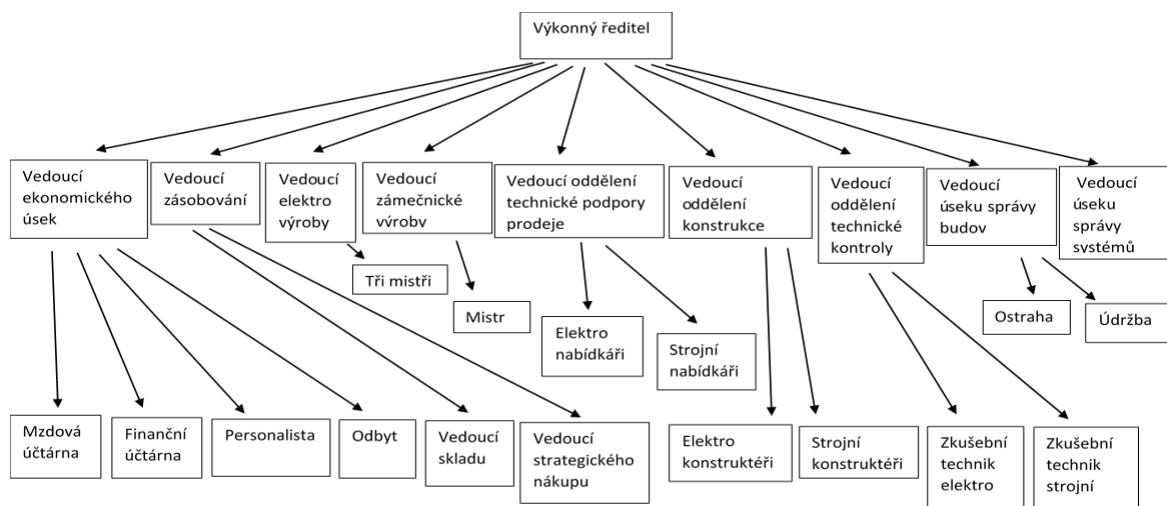 Výkonný ředitel
Vedoucí
ekonomického
úsek
Vedoucí
zásobování
Vedoucí
elektro
výroby
Vedoucí
zámečnické
výroby
Vedoucí oddělení
technické podpory
prodeje
Vedoucí
oddělení
konstrukce
Vedoucí
oddělení
technické
kontroly
Vedoucí
úseku správy
budov
Vedoucí
úseku
správy
systémů
Tři mistři
Mistr
Elektro
nabídkáři
Strojní
nabídkáři
Ostraha
Údržba
Mzdová
účtárna
Finanční
účtárna
Personalista
Odbyt
Vedoucí
skladu
Vedoucí
strategického
nákupu
Elektro
konstruktéři
Strojní
konstruktéři
Zkušební
technik
elektro
Zkušební
technik
strojní